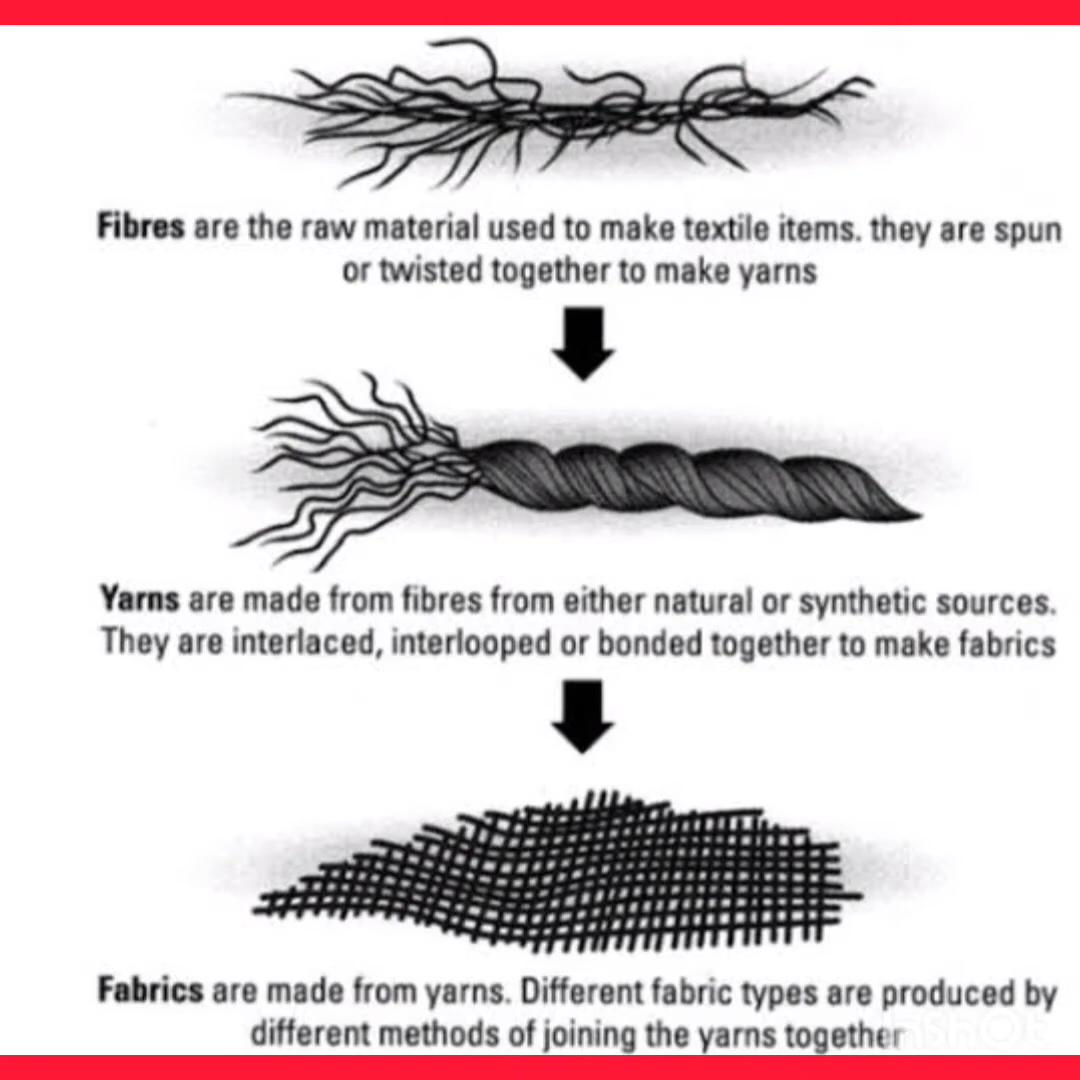 Fibres are the raw material used to make textile items. they are spun
or twisted together to make yarns
Yarns are made from fibres from either natural or synthetic sources.
They are interlaced, interlooped or bonded together to make fabrics
Fabrics are made from yarns. Different fabric types are produced by
different methods of joining the yarns together